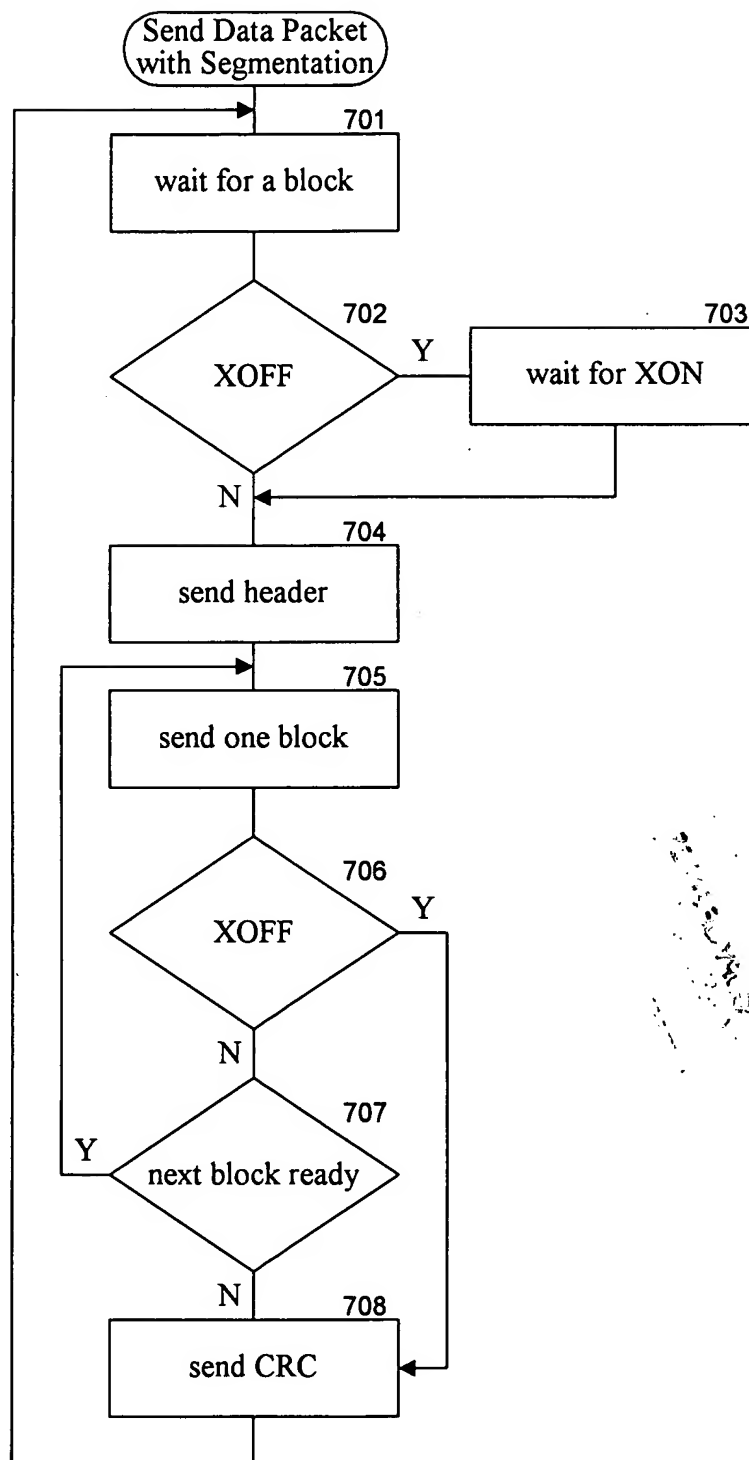 Send Data Packet
with Segmentation
701
wait for a block
702
XOFF
Y
703
wait for XON
N
704
send header
705
send one block
706
XOFF
Y
N
707
Y
next block ready
N
708
send CRC